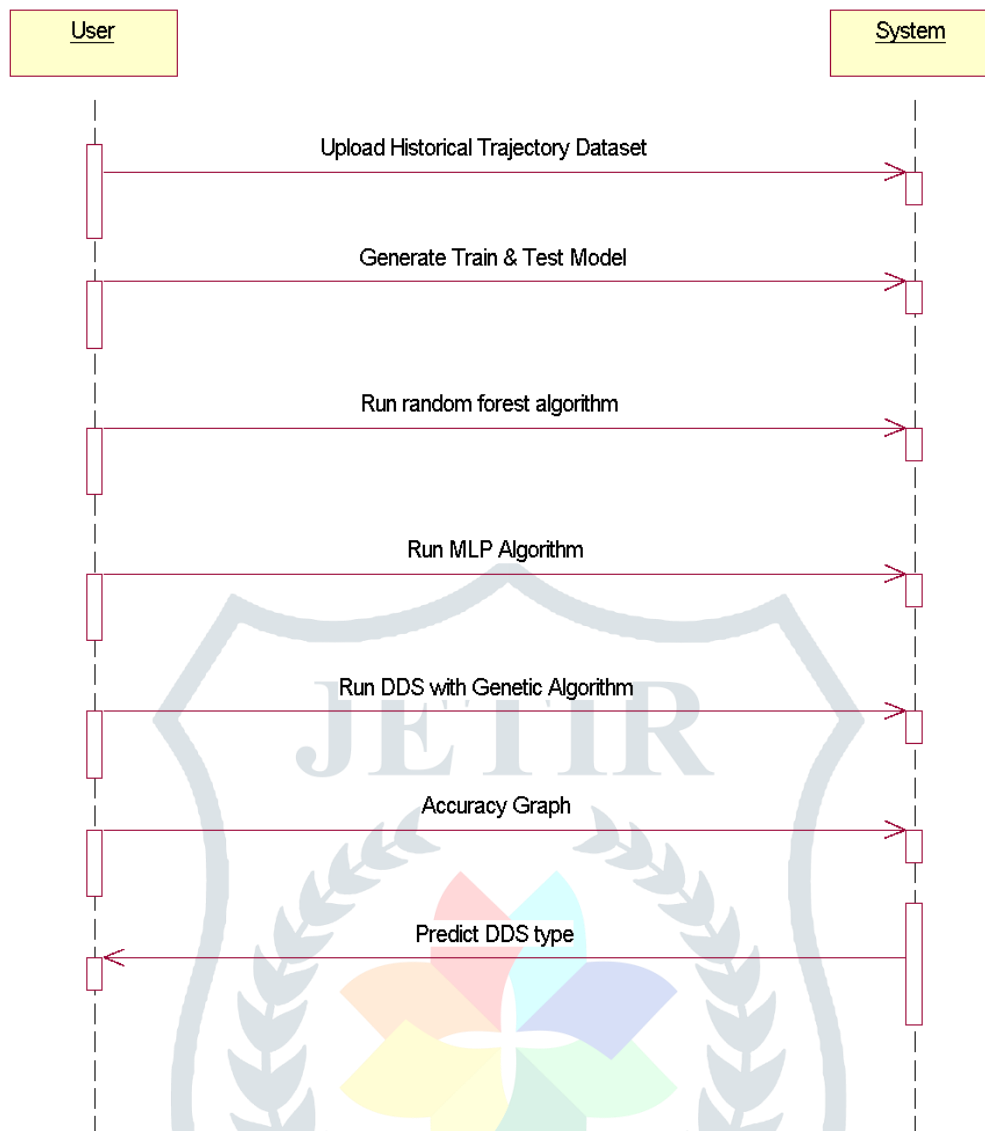 User
System
Upload Historical Trajectory Dataset
Generate Train & Test Model
Run random forest algorithm
Run MLP Algorithm
Run DDS with Genetic Algorithm
JETIR
Accuracy Graph
Predict DDS type